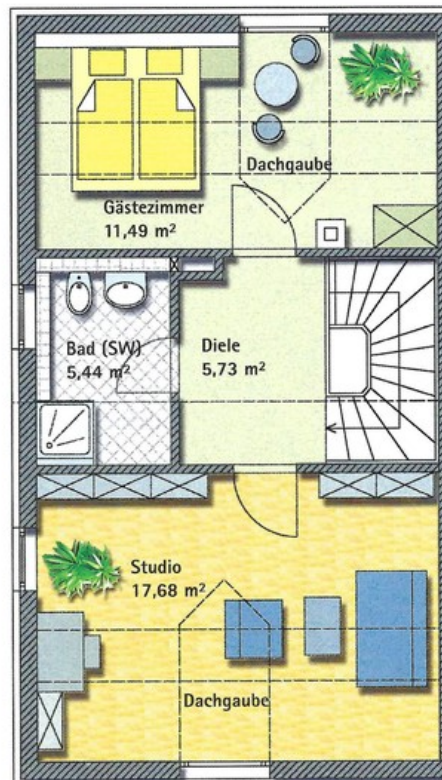 Dachgaube
Gästezimmer
11,49 m²
Bad (SW)
5,44 m²
Diele
5,73 m²
Studio
17,68 m²
Dachgaube